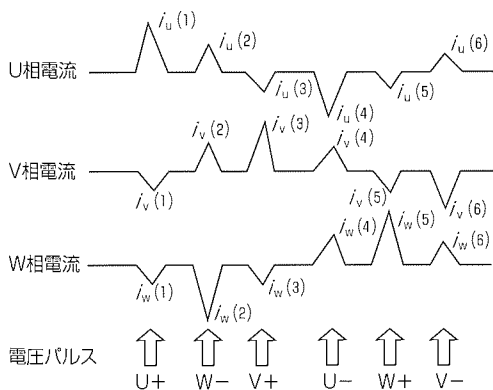 i_u(1) i_u(2) i_u(6)
U相電流
i_u(3) i_u(4) i_u(5)
i_v(2) i_v(3) i_v(4)
V相電流
i_v(1) i_v(5) i_v(6)
i_w(4) i_w(5) i_w(6)
W相電流
i_w(1) i_w(2) i_w(3)
電圧パルス
U+ W− V+ U− W+ V−